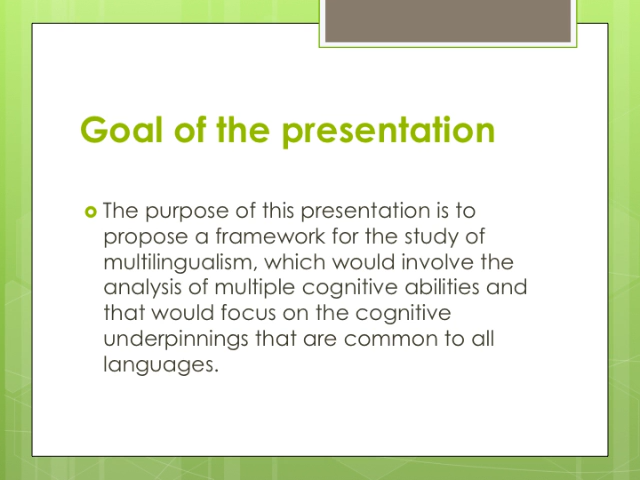 Goal of the presentation
The purpose of this presentation is to
propose a framework for the study of
multilingualism, which would involve the
analysis of multiple cognitive abilities and
that would focus on the cognitive
underpinnings that are common to all
languages.